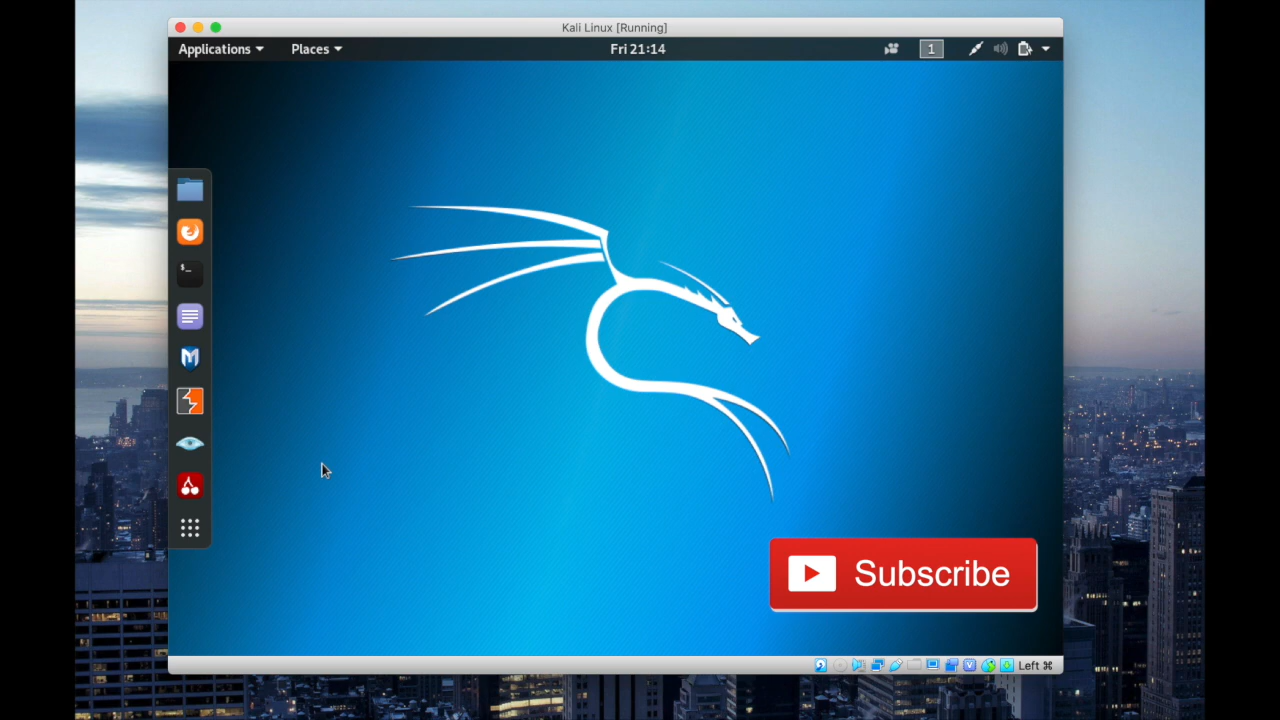 Kali Linux [Running]
Applications Places Fri 21:14 1
$_
Subscribe
Left ⌘